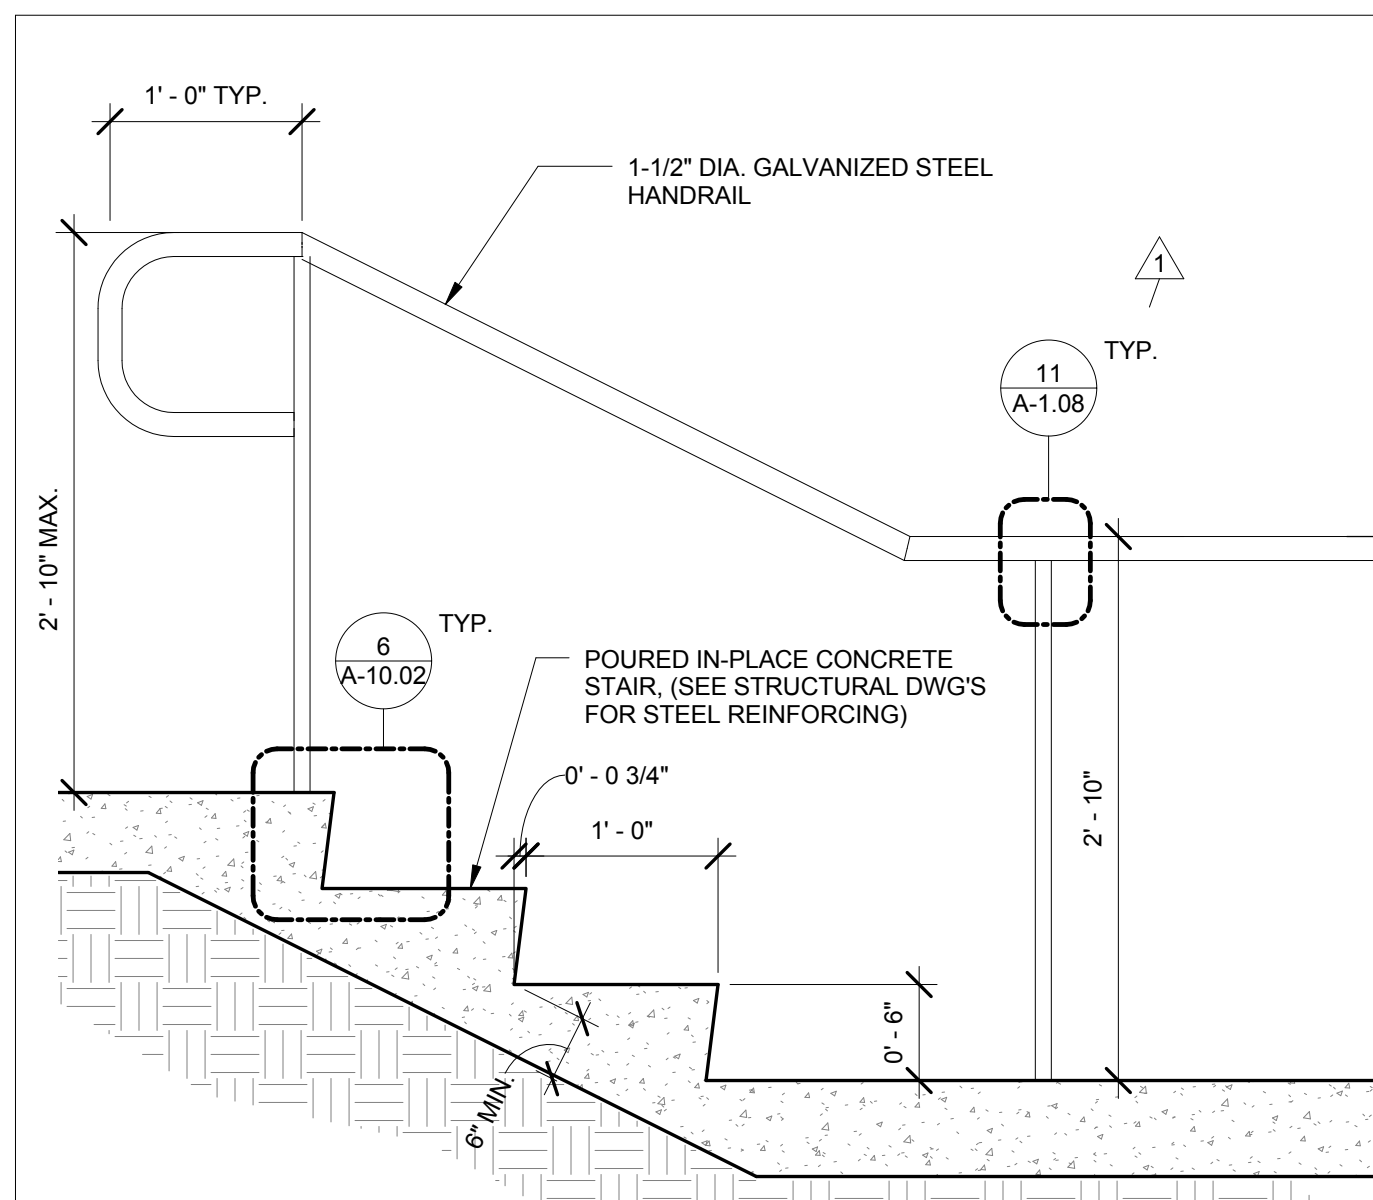 1' - 0" TYP.
1-1/2" DIA. GALVANIZED STEEL
HANDRAIL
1
11
A-1.08
TYP.
2' - 10" MAX.
6
A-10.02
TYP.
POURED IN-PLACE CONCRETE
STAIR, (SEE STRUCTURAL DWG'S
FOR STEEL REINFORCING)
0' - 0 3/4"
1' - 0"
2' - 10"
0' - 6"
6" MIN.